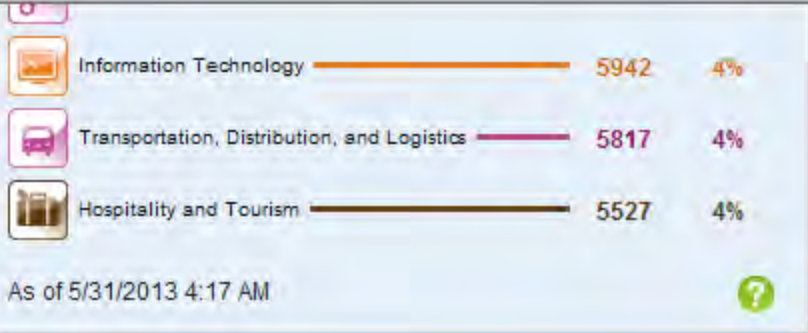 Information Technology 5942 4%
Transportation, Distribution, and Logistics 5817 4%
Hospitality and Tourism 5527 4%
As of 5/31/2013 4:17 AM ?